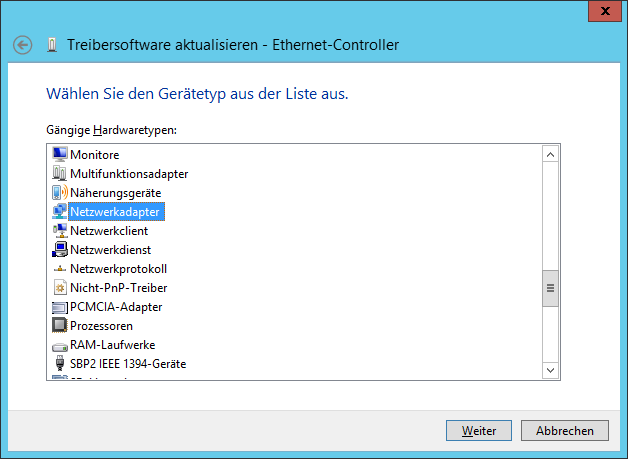 x
Treibersoftware aktualisieren - Ethernet-Controller
Wählen Sie den Gerätetyp aus der Liste aus.
Gängige Hardwaretypen:
Monitore
Multifunktionsadapter
Näherungsgeräte
Netzwerkadapter
Netzwerkclient
Netzwerkdienst
Netzwerkprotokoll
Nicht-PnP-Treiber
PCMCIA-Adapter
Prozessoren
RAM-Laufwerke
SBP2 IEEE 1394-Geräte
Weiter
Abbrechen